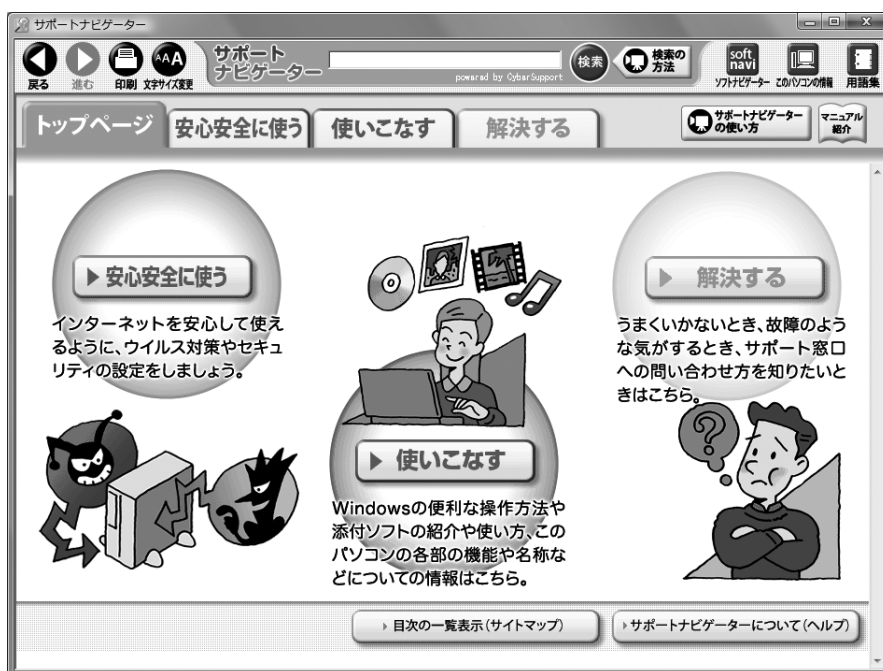 サポートナビゲーター
戻る
進む
印刷
AAA
文字サイズ変更
サポート
ナビゲーター
powered by CyberSupport
検索
検索の
方法
soft
navi
ソフトナビゲーター
このパソコンの情報
用語集
トップページ
安心安全に使う
使いこなす
解決する
サポートナビゲーター
の使い方
マニュアル
紹介
安心安全に使う
インターネットを安心して使え
るように、ウイルス対策やセキュ
リティの設定をしましょう。
使いこなす
Windowsの便利な操作方法や
添付ソフトの紹介や使い方、この
パソコンの各部の機能や名称な
どについての情報はこちら。
解決する
うまくいかないとき、故障のよう
な気がするとき、サポート窓口
への問い合わせ方を知りたいと
きはこちら。
?
目次の一覧表示(サイトマップ)
サポートナビゲーターについて(ヘルプ)